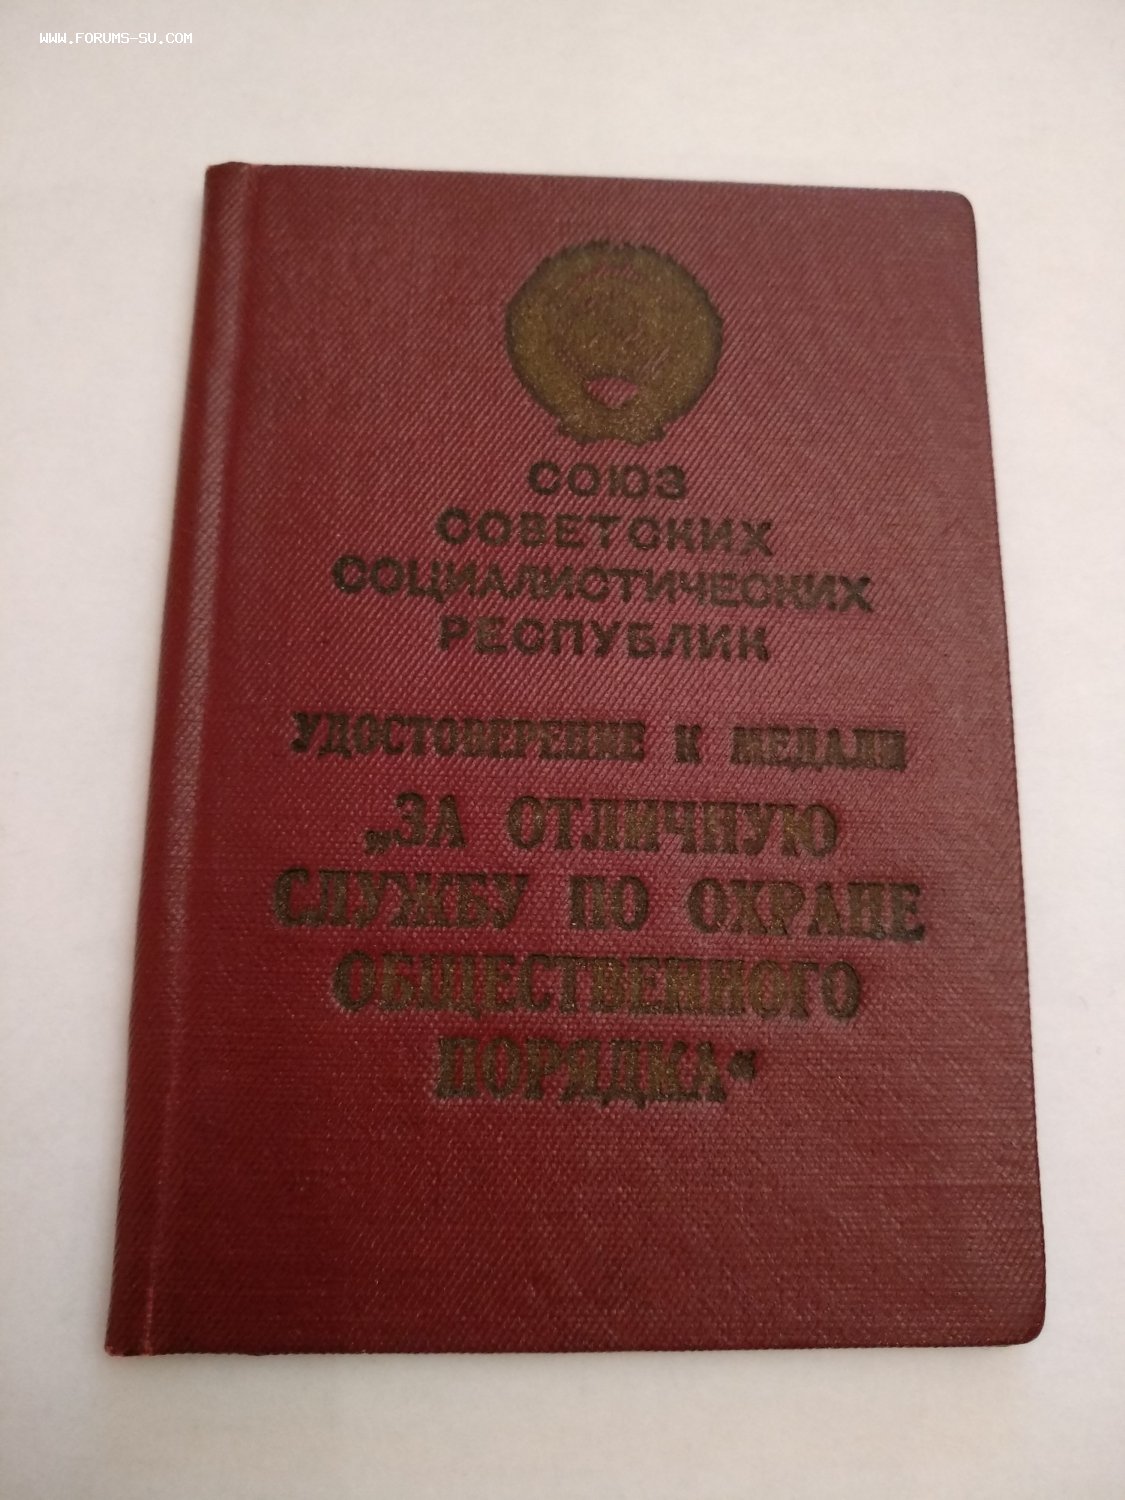 WWW.FORUMS-SU.COM
СОЮЗ
СОВЕТСКИХ
СОЦИАЛИСТИЧЕСКИХ
РЕСПУБЛИК
УДОСТОВЕРЕНИЕ К МЕДАЛИ
„ЗА ОТЛИЧНУЮ
СЛУЖБУ ПО ОХРАНЕ
ОБЩЕСТВЕННОГО
ПОРЯДКА“